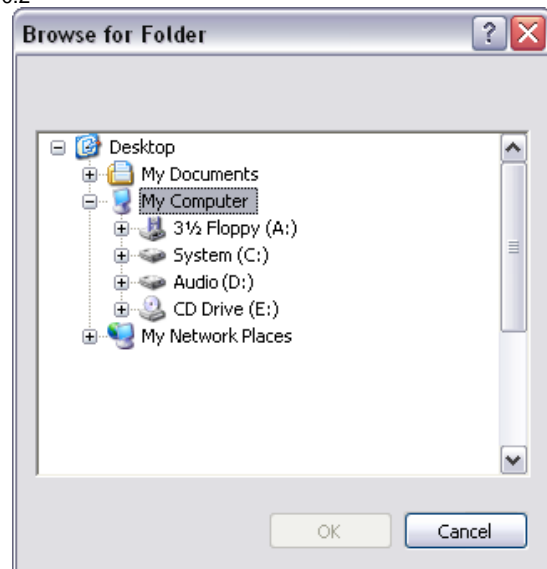 Browse for Folder
Desktop
My Documents
My Computer
3½ Floppy (A:)
System (C:)
Audio (D:)
CD Drive (E:)
My Network Places
OK Cancel